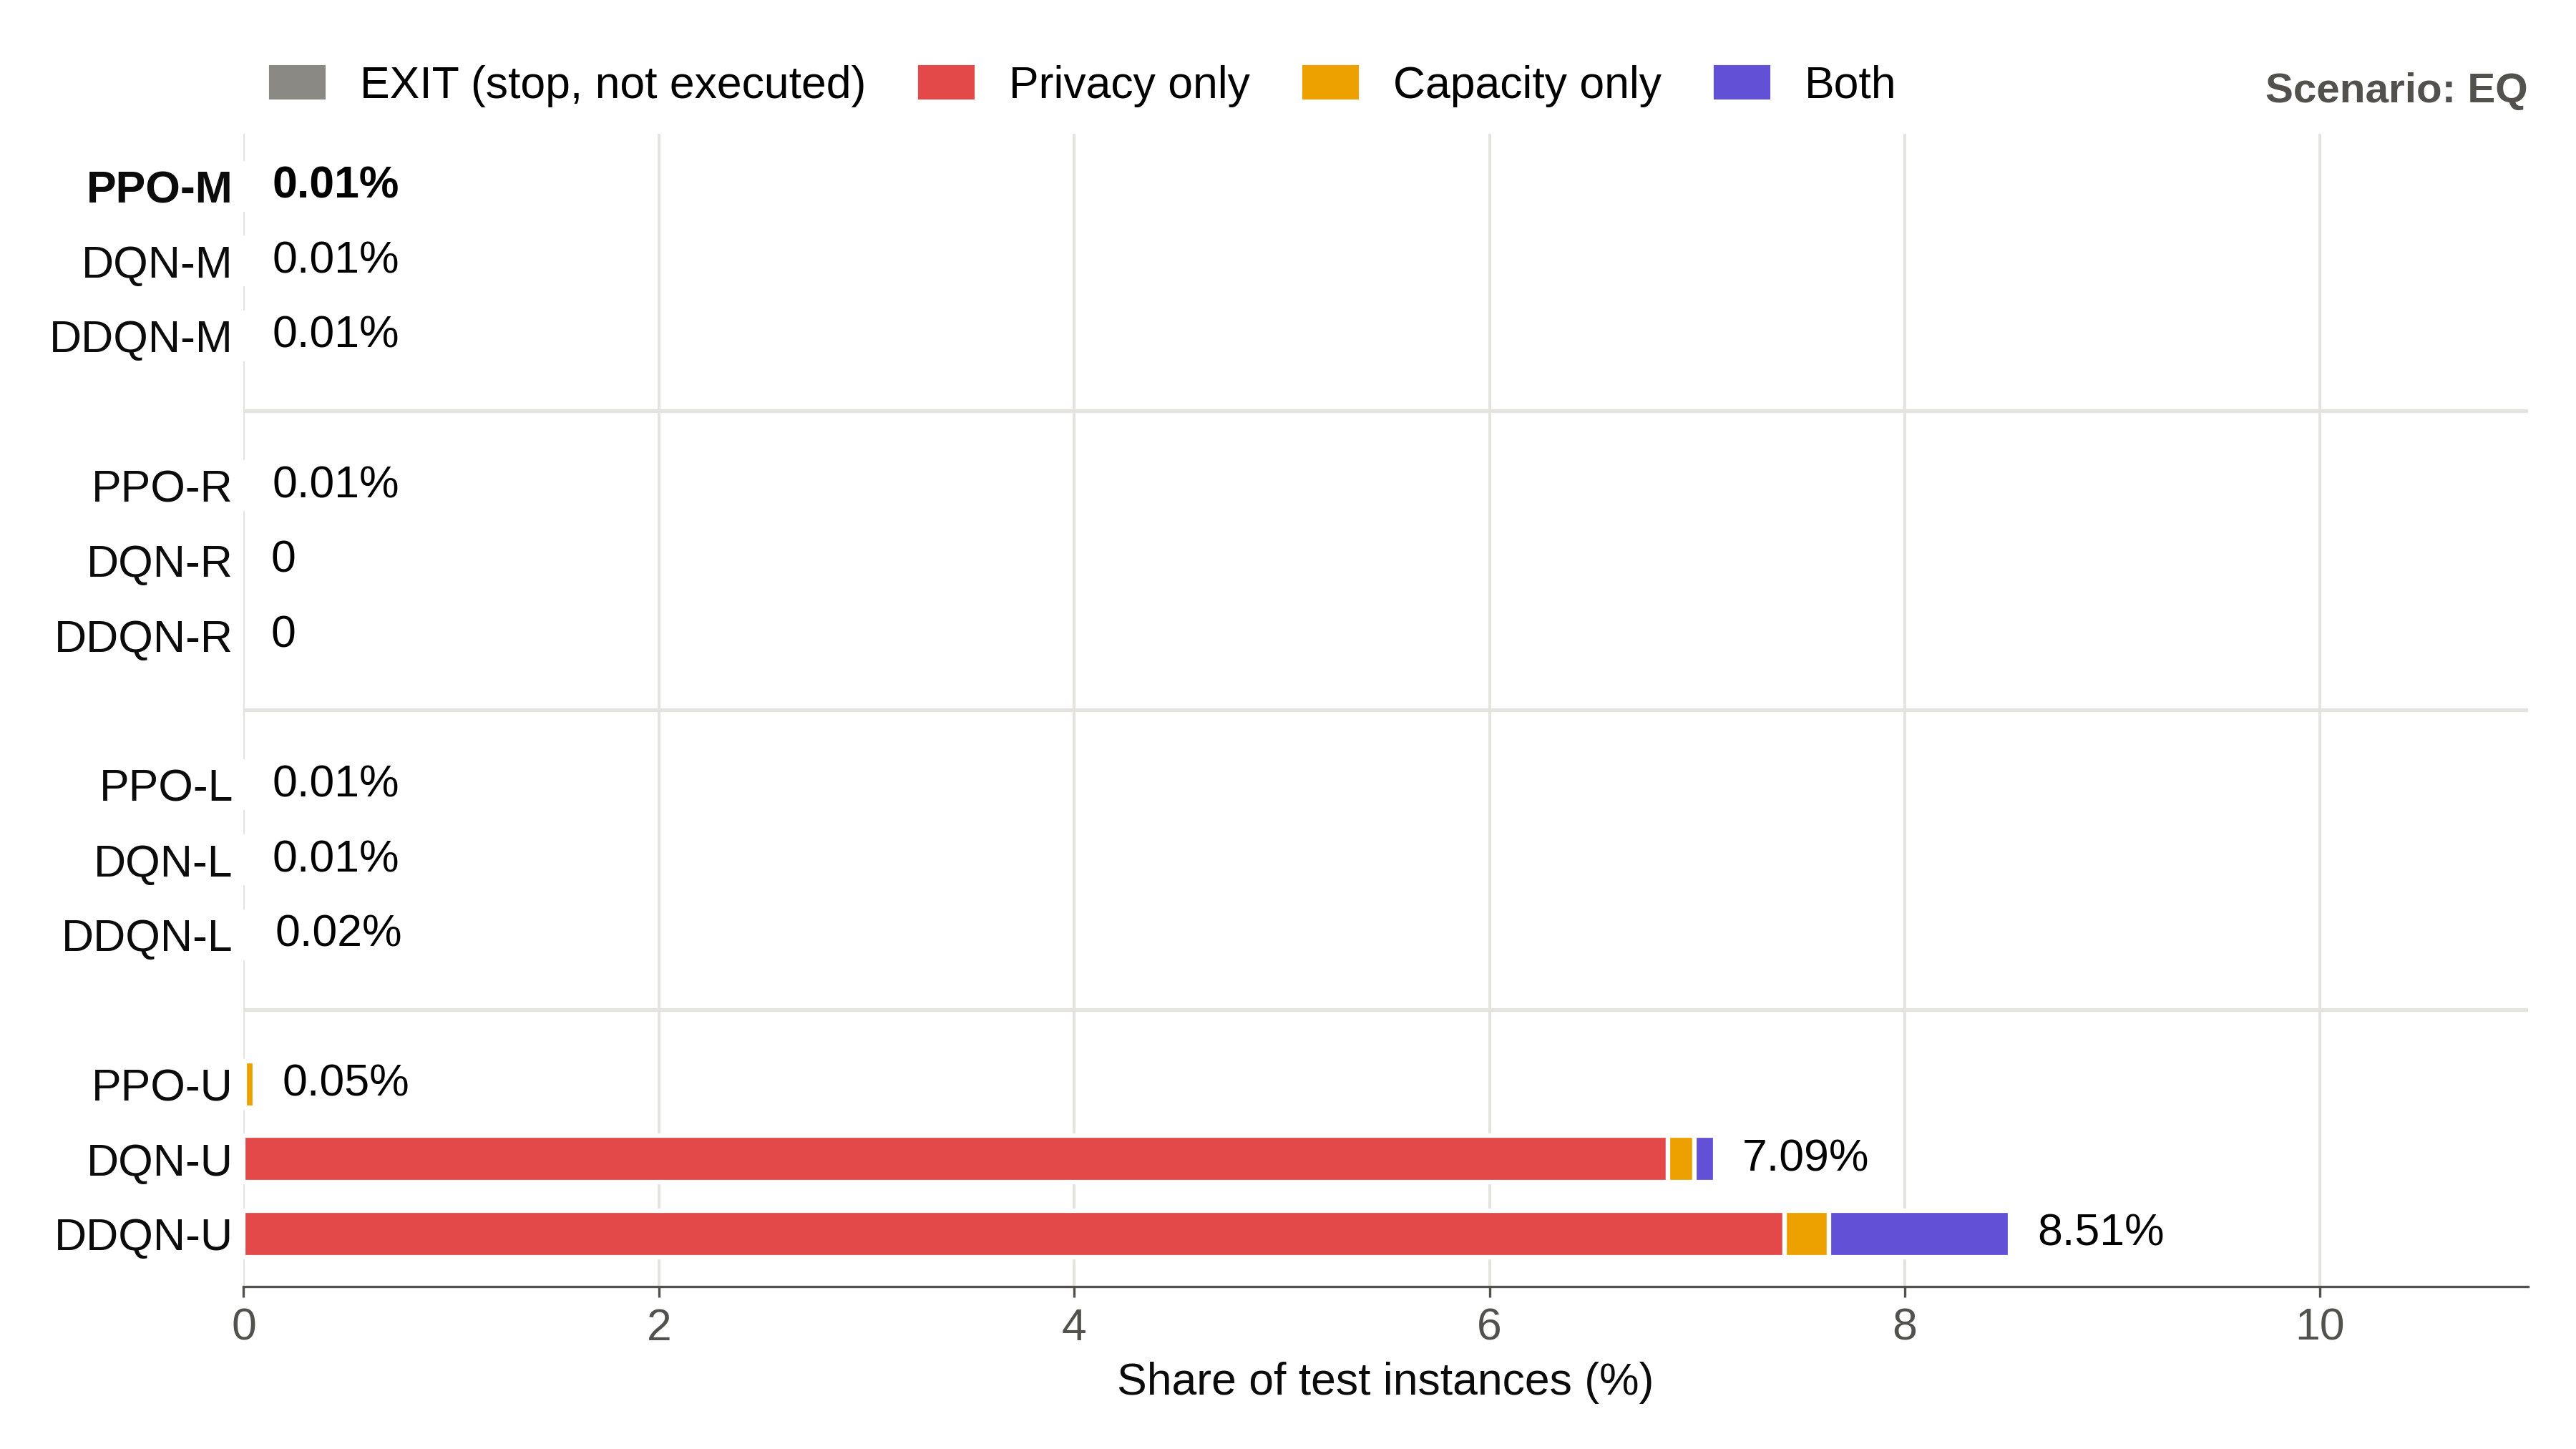 EXIT (stop, not executed) Privacy only Capacity only Both Scenario: EQ
PPO-M 0.01%
DQN-M 0.01%
DDQN-M 0.01%
PPO-R 0.01%
DQN-R 0
DDQN-R 0
PPO-L 0.01%
DQN-L 0.01%
DDQN-L 0.02%
PPO-U 0.05%
DQN-U 7.09%
DDQN-U 8.51%
0 2 4 6 8 10
Share of test instances (%)